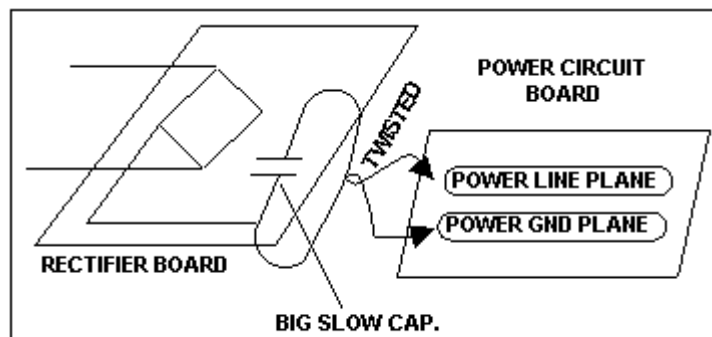 POWER CIRCUIT
BOARD
TWISTED
POWER LINE PLANE
POWER GND PLANE
RECTIFIER BOARD
BIG SLOW CAP.